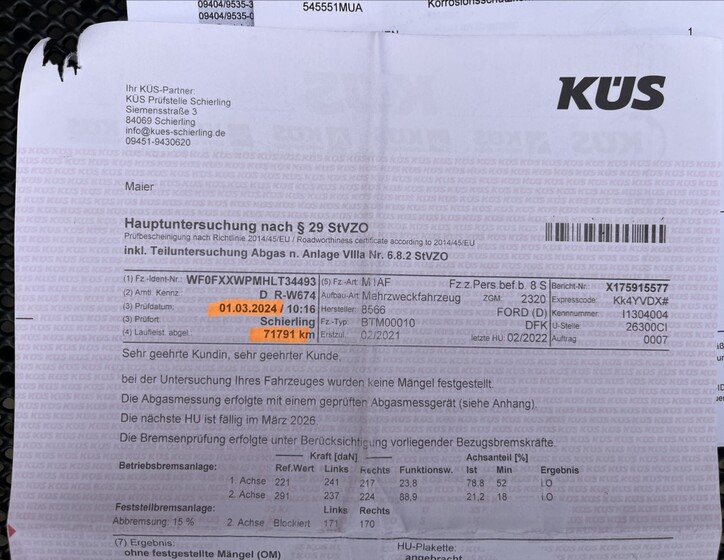 09404/9535-3
09404/9535-0
545551MUA
1
KÜS
Ihr KÜS-Partner:
KÜS Prüfstelle Schierling
Siemensstraße 3
84069 Schierling
info@kues-schierling.de
09451-9430620
Maier
Hauptuntersuchung nach § 29 StVZO
Prüfbescheinigung nach Richtlinie 2014/45/EU / Roadworthiness certificate according to 2014/45/EU
inkl. Teiluntersuchung Abgas n. Anlage VIIIa Nr. 6.8.2 StVZO
(1) Fz.-Ident-Nr.: WF0FXXWPMHLT34493 (5) Fz.-Art: M1AF Fz.z.Pers.bef.b. 8 S Bericht-Nr.: X175915577
(2) Amtl. Kennz. D R-W674 Aufbau-Art: Mehrzweckfahrzeug ZGM: 2320 Expresscode: Kk4YVDX#
(3) Prüfdatum: 01.03.2024 / 10:16 Hersteller: 8566 FORD (D) Kennnummer: I1304004
(3) Prüfort: Schierling Fz.-Typ: BTM00010 DFK U-Stelle 26300CI
(4) Laufleist. abgel.: 71791 km Erstzul.: 02/2021 letzte HU: 02/2022 Auftrag 0007
Sehr geehrte Kundin, sehr geehrter Kunde,
bei der Untersuchung Ihres Fahrzeuges wurden keine Mängel festgestellt.
Die Abgasmessung erfolgte mit einem geprüften Abgasmessgerät (siehe Anhang).
Die nächste HU ist fällig im März 2026.
Die Bremsenprüfung erfolgte unter Berücksichtigung vorliegender Bezugsbremskräfte.
Kraft [daN] Achsanteil [%]
Betriebsbremsanlage: Ref.Wert Links Rechts Funktionsw. Ist Min Ergebnis
1. Achse 221 241 217 23,8 78,8 52 i.O
2. Achse 291 237 224 88,9 21,2 18 i.O
Feststellbremsanlage: Links Rechts
Abbremsung: 15 % 2. Achse Blockiert 171 170
(7) Ergebnis: HU-Plakette:
ohne festgestellte Mängel (OM) angebracht